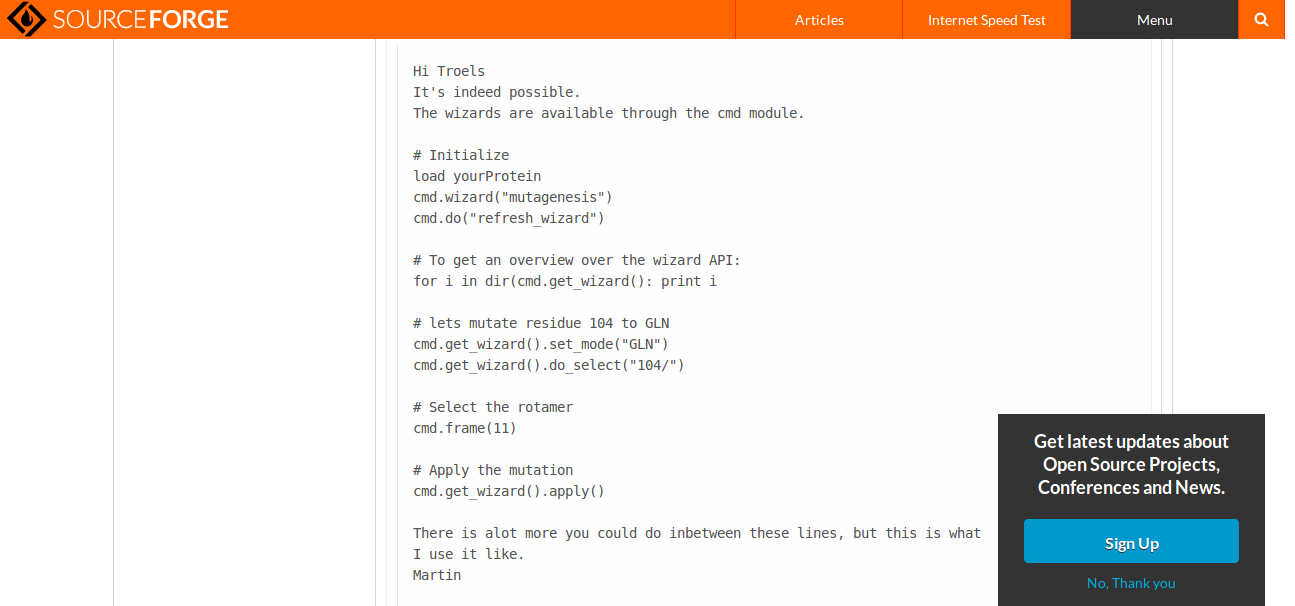 SOURCEFORGE
Articles
Internet Speed Test
Menu
Hi Troels
It's indeed possible.
The wizards are available through the cmd module.
# Initialize
load yourProtein
cmd.wizard("mutagenesis")
cmd.do("refresh_wizard")
# To get an overview over the wizard API:
for i in dir(cmd.get_wizard(): print i
# lets mutate residue 104 to GLN
cmd.get_wizard().set_mode("GLN")
cmd.get_wizard().do_select("104/")
# Select the rotamer
cmd.frame(11)
# Apply the mutation
cmd.get_wizard().apply()
There is alot more you could do inbetween these lines, but this is what
I use it like.
Martin
Get latest updates about
Open Source Projects,
Conferences and News.
Sign Up
No, Thank you